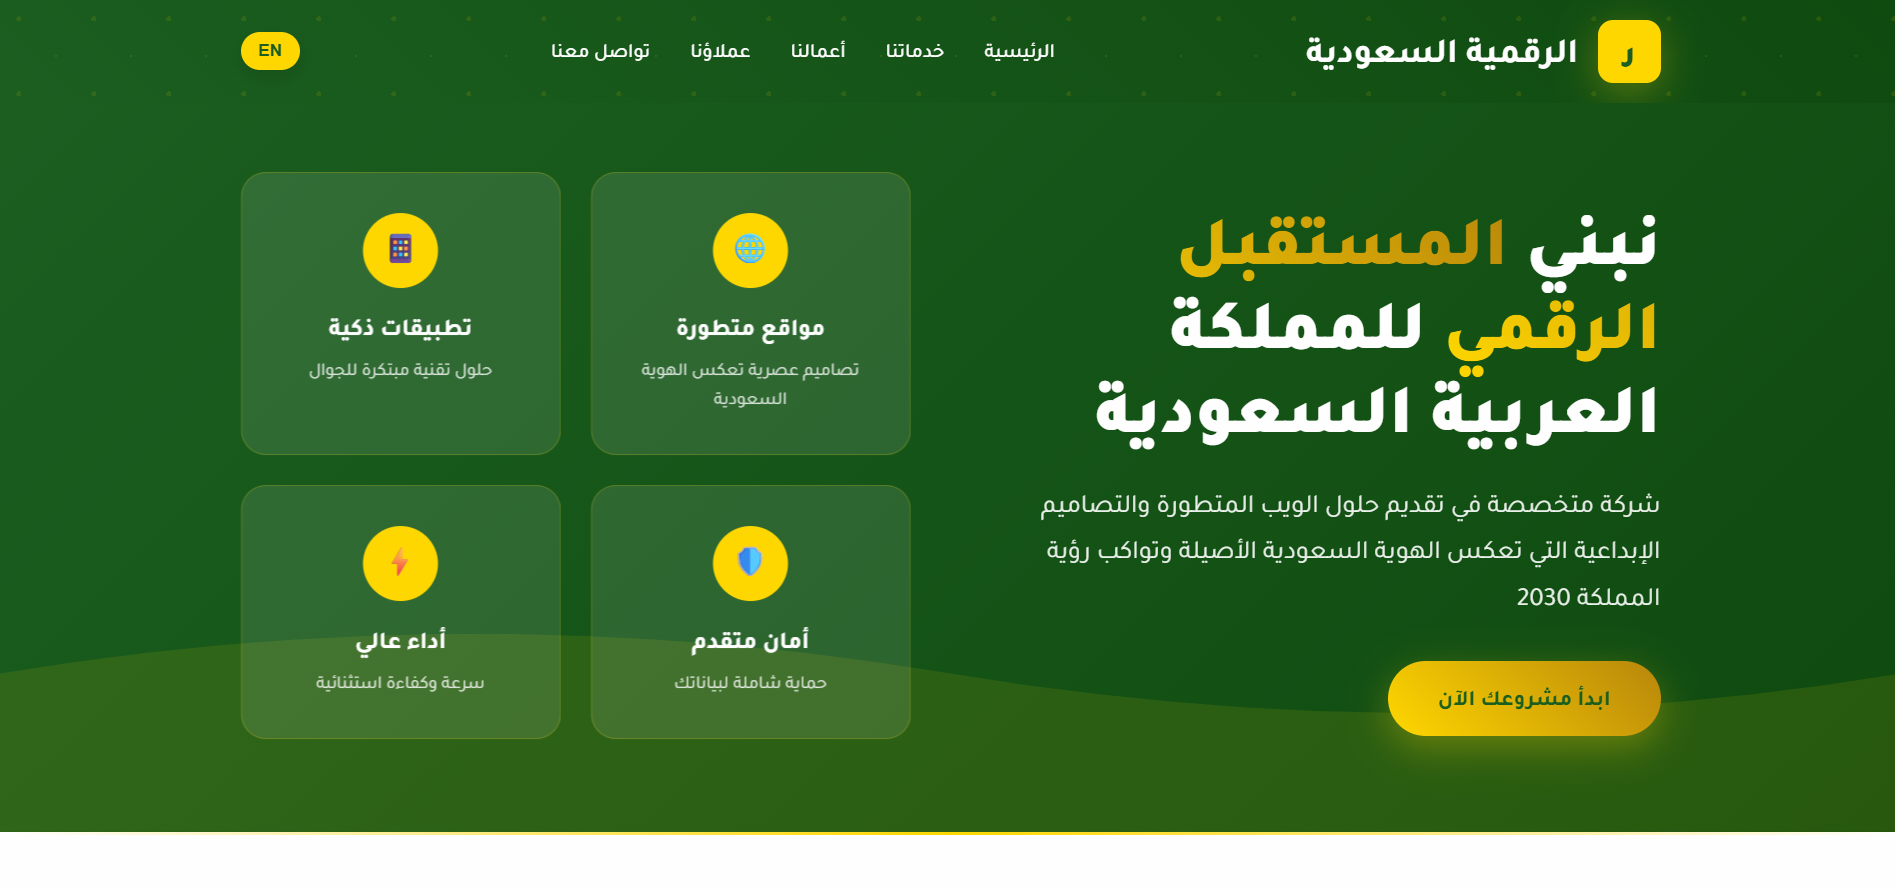 ر
الرقمية السعودية
الرئيسية
خدماتنا
أعمالنا
عملاؤنا
تواصل معنا
EN
نبني المستقبل
الرقمي للمملكة
العربية السعودية
شركة متخصصة في تقديم حلول الويب المتطورة والتصاميم
الإبداعية التي تعكس الهوية السعودية الأصيلة وتواكب رؤية
المملكة 2030
ابدأ مشروعك الآن
مواقع متطورة
تصاميم عصرية تعكس الهوية
السعودية
تطبيقات ذكية
حلول تقنية مبتكرة للجوال
أمان متقدم
حماية شاملة لبياناتك
أداء عالي
سرعة وكفاءة استثنائية